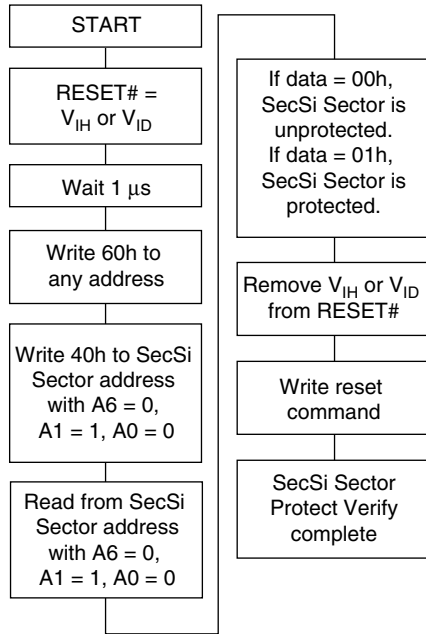 START
RESET# =
V_IH or V_ID
Wait 1 μs
Write 60h to
any address
Write 40h to SecSi
Sector address
with A6 = 0,
A1 = 1, A0 = 0
Read from SecSi
Sector address
with A6 = 0,
A1 = 1, A0 = 0
If data = 00h,
SecSi Sector is
unprotected.
If data = 01h,
SecSi Sector is
protected.
Remove V_IH or V_ID
from RESET#
Write reset
command
SecSi Sector
Protect Verify
complete